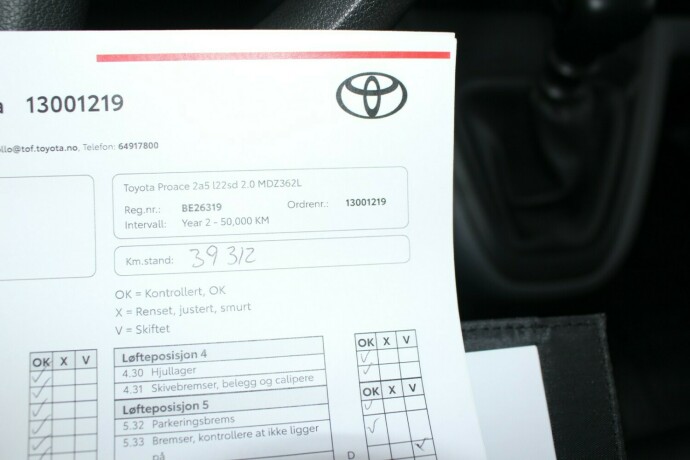 13001219
@tof.toyota.no, Telefon: 64917800
Toyota Proace 2a5 l22sd 2.0 MDZ362L
Reg.nr.: BE26319 Ordrenr.: 13001219
Intervall: Year 2 - 50,000 KM
Km.stand: 39 312
OK = Kontrollert, OK
X = Renset, justert, smurt
V = Skiftet
OK X V
Løfteposisjon 4 OK X V
4.30 Hjullager
4.31 Skivebremser, belegg og calipere
Løfteposisjon 5 OK X V
5.32 Parkeringsbrems
5.33 Bremser, kontrollere at ikke ligger
på
D